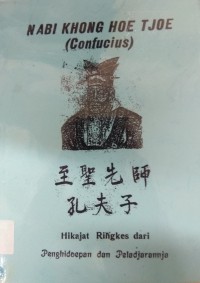 NABI KHONG HOE TJOE
(Confucius)
至聖先師
孔夫子
Hikajat Ringkes dari
Penghidoepan dan Peladjarannja